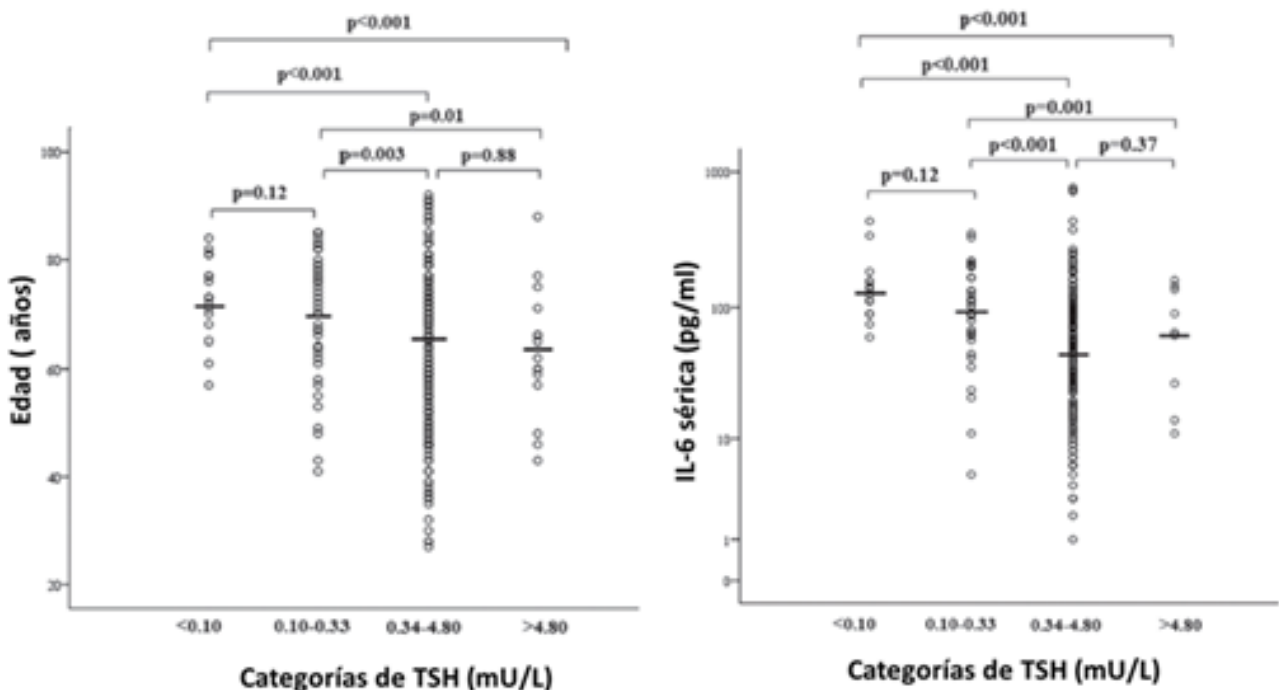 p<0.001
p<0.001
p=0.01
p=0.003
p=0.88
p=0.12
100
80
60
40
20
Edad ( años)
<0.10
0.10-0.33
0.34-4.80
>4.80
Categorías de TSH (mU/L)
p<0.001
p<0.001
p=0.001
p<0.001
p=0.37
p=0.12
1000
100
10
1
0
IL-6 sérica (pg/ml)
<0.10
0.10-0.33
0.34-4.80
>4.80
Categorías de TSH (mU/L)